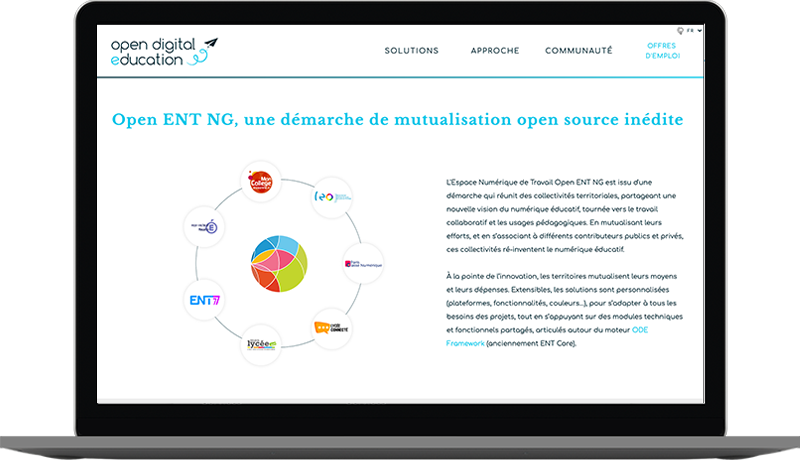 open digital
education
SOLUTIONS
APPROCHE
COMMUNAUTÉ
OFFRES
D'EMPLOI
FR
Open ENT NG, une démarche de mutualisation open source inédite
Mon
Collège
leo
ENT77
lycée
L'Espace Numérique de Travail Open ENT NG est issu d'une
démarche qui réunit des collectivités territoriales, partageant une
nouvelle vision du numérique éducatif, tournée vers le travail
collaboratif et les usages pédagogiques. En mutualisant leurs
efforts, et en s'associant à différents contributeurs publics et privés,
ces collectivités ré-inventent le numérique éducatif.
À la pointe de l'innovation, les territoires mutualisent leurs moyens
et leurs dépenses. Extensibles, les solutions sont personnalisées
(plateformes, fonctionnalités, couleurs...), pour s'adapter à tous les
besoins des projets, tout en s'appuyant sur des modules techniques
et fonctionnels partagés, articulés autour du moteur ODE
Framework (anciennement ENT Core).